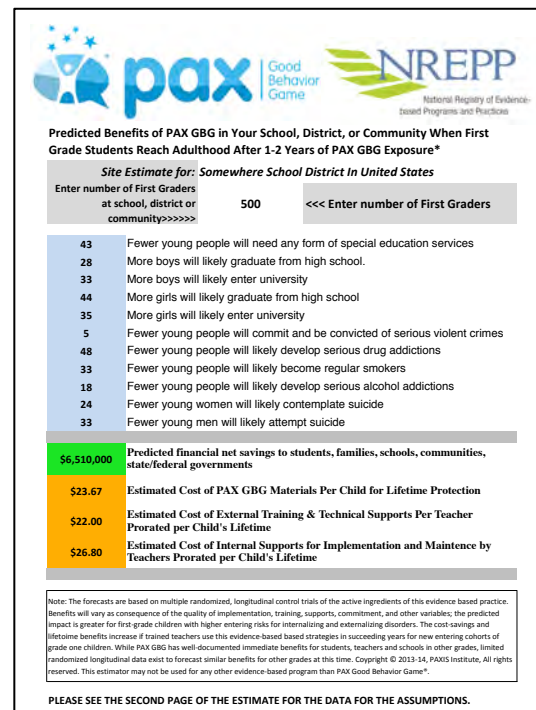 pax
Good
Behavior
Game
NREPP
National Registry of Evidence-
based Programs and Practices
Predicted Benefits of PAX GBG in Your School, District, or Community When First
Grade Students Reach Adulthood After 1-2 Years of PAX GBG Exposure*
Site Estimate for: Somewhere School District In United States
Enter number of First Graders
at school, district or
community>>>>>>
500
<<< Enter number of First Graders
43 Fewer young people will need any form of special education services
28 More boys will likely graduate from high school.
33 More boys will likely enter university
44 More girls will likely graduate from high school
35 More girls will likely enter university
5 Fewer young people will commit and be convicted of serious violent crimes
48 Fewer young people will likely develop serious drug addictions
33 Fewer young people will likely become regular smokers
18 Fewer young people will likely develop serious alcohol addictions
24 Fewer young women will likely contemplate suicide
33 Fewer young men will likely attempt suicide
$6,510,000 Predicted financial net savings to students, families, schools, communities,
state/federal governments
$23.67 Estimated Cost of PAX GBG Materials Per Child for Lifetime Protection
$22.00 Estimated Cost of External Training & Technical Supports Per Teacher
Prorated per Child's Lifetime
$26.80 Estimated Cost of Internal Supports for Implementation and Maintence by
Teachers Prorated per Child's Lifetime
Note: The forecasts are based on multiple randomized, longitudinal control trials of the active ingredients of this evidence based practice.
Benefits will vary as consequence of the quality of implementation, training, supports, commitment, and other variables; the predicted
impact is greater for first-grade children with higher entering risks for internalizing and externalizing disorders. The cost-savings and
lifetoime benefits increase if trained teachers use this evidence-based based strategies in succeeding years for new entering cohorts of
grade one children. While PAX GBG has well-documented immediate benefits for students, teachers and schools in other grades, limited
randomized longitudinal data exist to forecast similar benefits for other grades at this time. Copyright © 2013-14, PAXIS Institute, All rights
reserved. This estimator may not be used for any other evidence-based program than PAX Good Behavior Game®.
PLEASE SEE THE SECOND PAGE OF THE ESTIMATE FOR THE DATA FOR THE ASSUMPTIONS.